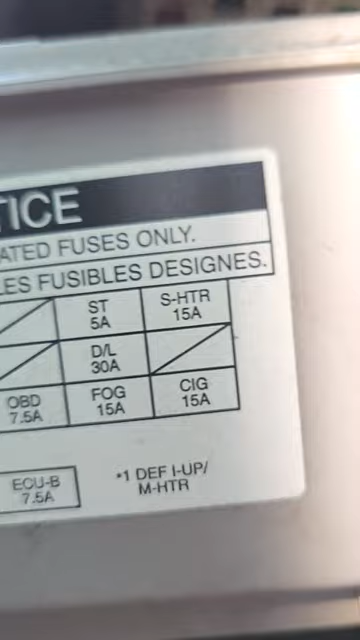 TICE
ATED FUSES ONLY.
LES FUSIBLES DESIGNES.
ST
5A
S-HTR
15A
D/L
30A
OBD
7.5A
FOG
15A
CIG
15A
ECU-B
7.5A
*1 DEF I-UP/
M-HTR